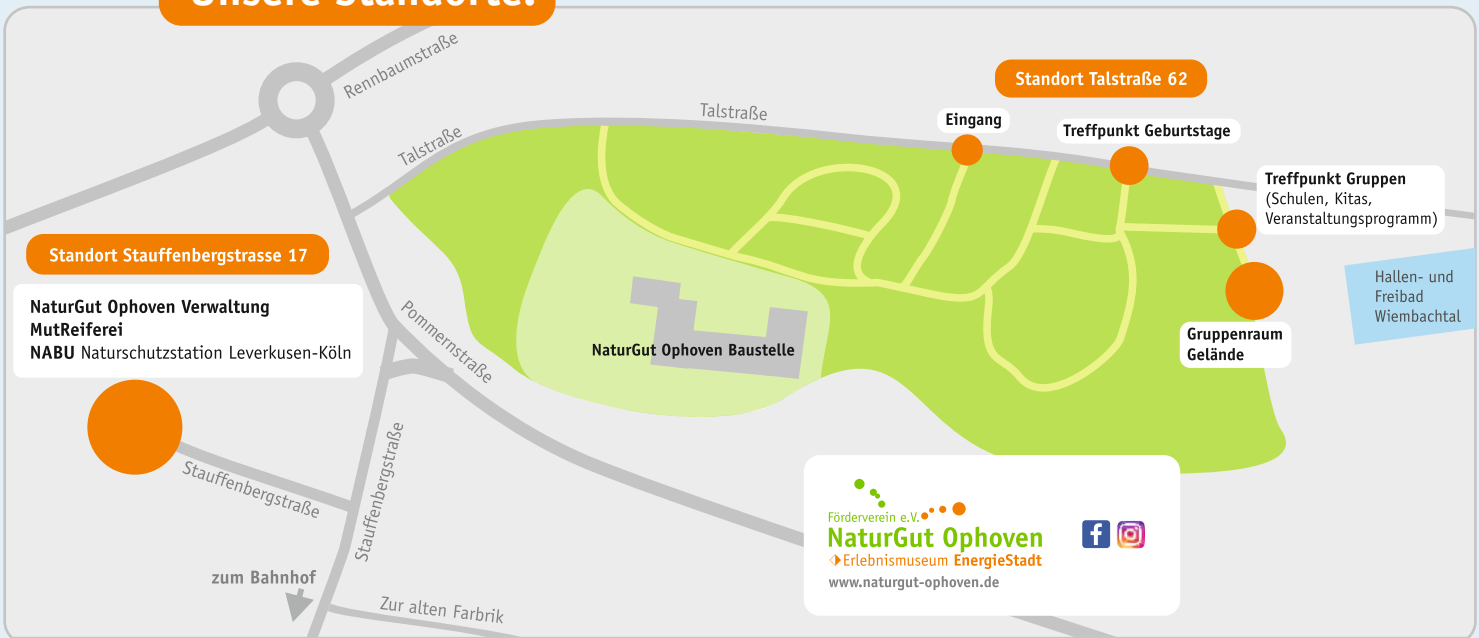 Unsere Standorte:
Rennbaumstraße
Talstraße
Talstraße
Standort Talstraße 62
Eingang
Treffpunkt Geburtstage
Treffpunkt Gruppen
(Schulen, Kitas,
Veranstaltungsprogramm)
Standort Stauffenbergstrasse 17
NaturGut Ophoven Verwaltung
MutReiferei
NABU Naturschutzstation Leverkusen-Köln
Hallen- und
Freibad
Wiembachtal
Pommernstraße
NaturGut Ophoven Baustelle
Gruppenraum
Gelände
Stauffenbergstraße
Stauffenbergstraße
zum Bahnhof
Zur alten Farbrik
Förderverein e.V.
NaturGut Ophoven
Erlebnismuseum EnergieStadt
www.naturgut-ophoven.de